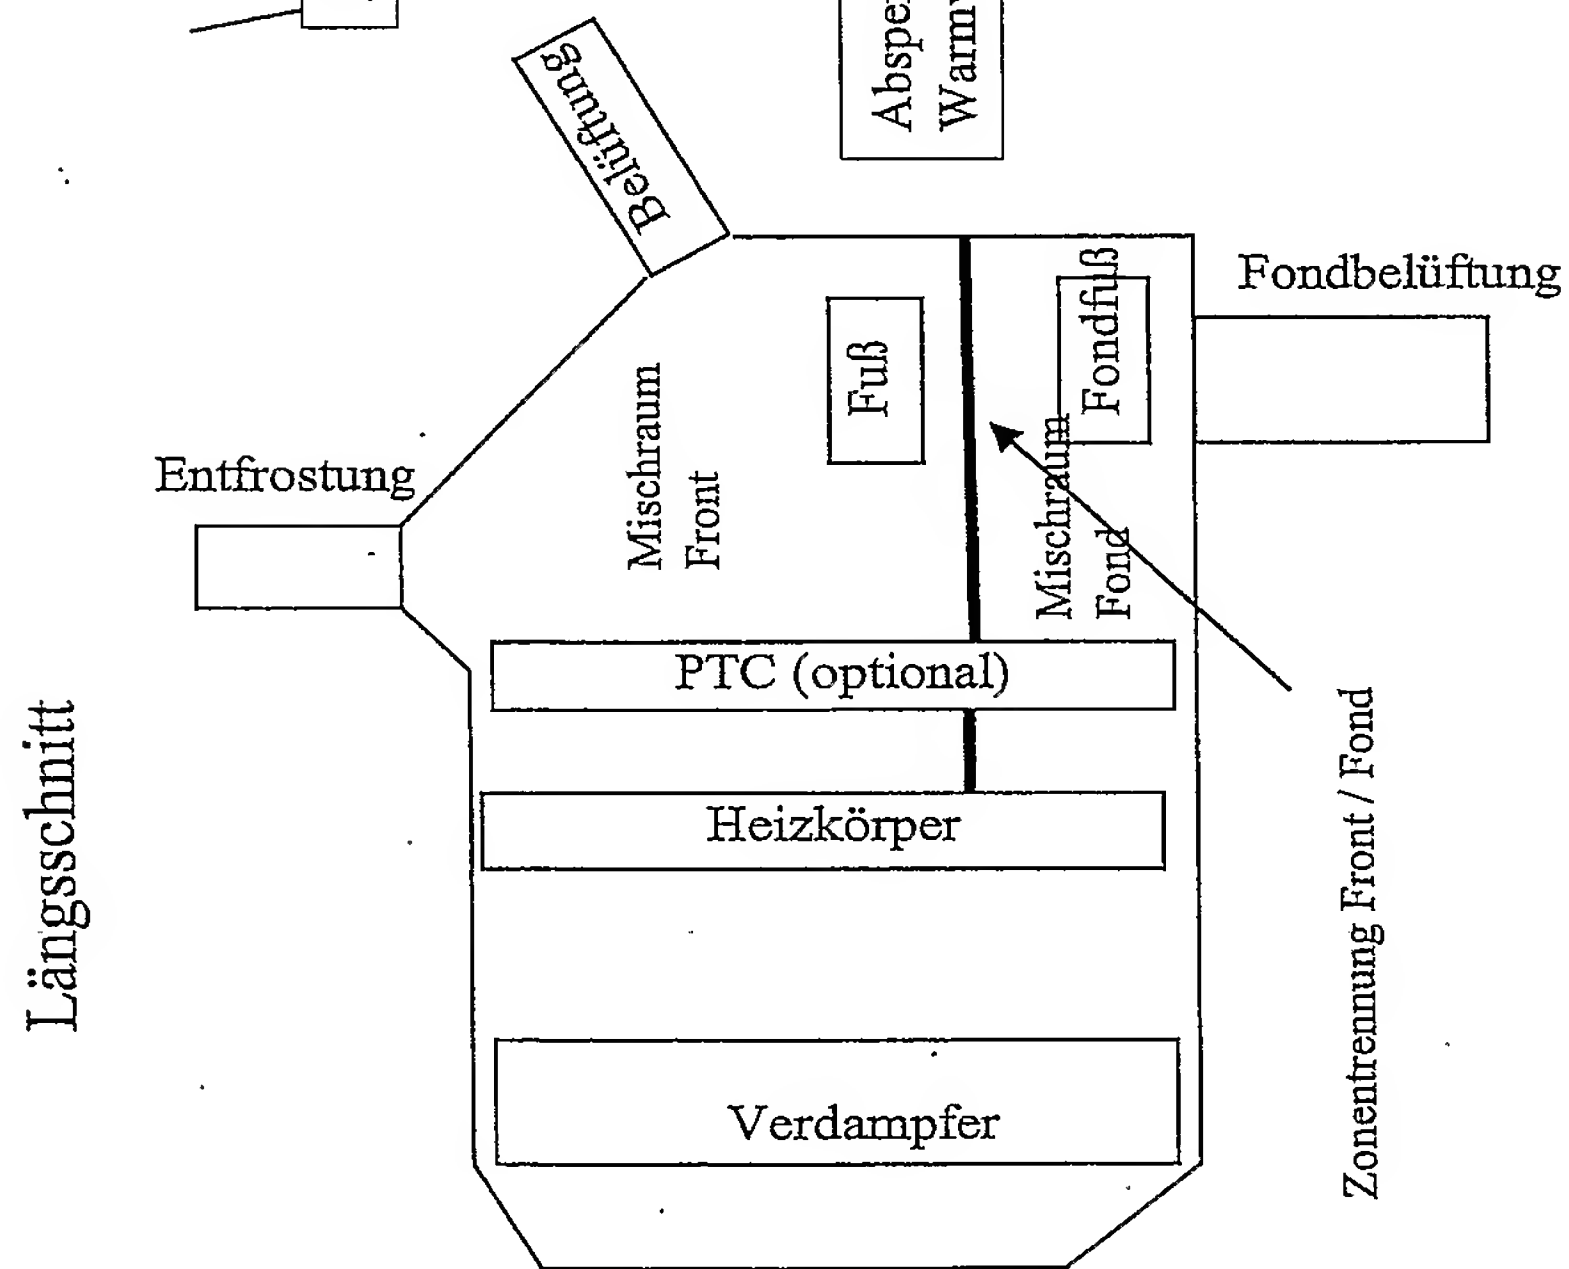 Längsschnitt
Entfrostung
Belüftung
Mischraum
Front
Fuß
Fondfuß
Mischraum
Fond
Fondbelüftung
PTC (optional)
Heizkörper
Verdampfer
Zonentrennung Front / Fond